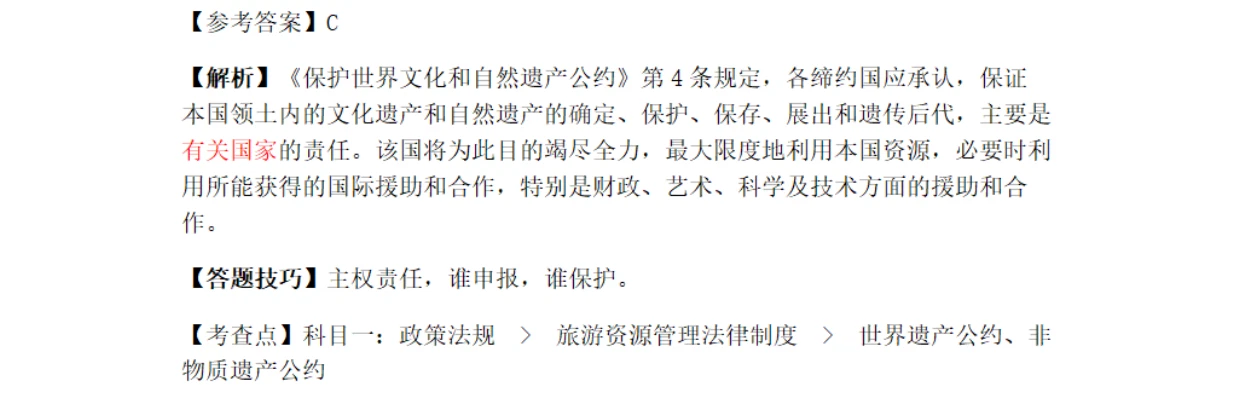 【参考答案】C
【解析】《保护世界文化和自然遗产公约》第 4 条规定，各缔约国应承认，保证
本国领土内的文化遗产和自然遗产的确定、保护、保存、展出和遗传后代，主要是
有关国家的责任。该国将为此目的竭尽全力，最大限度地利用本国资源，必要时利
用所能获得的国际援助和合作，特别是财政、艺术、科学及技术方面的援助和合
作。
【答题技巧】主权责任，谁申报，谁保护。
【考查点】科目一：政策法规 > 旅游资源管理法律制度 > 世界遗产公约、非
物质遗产公约